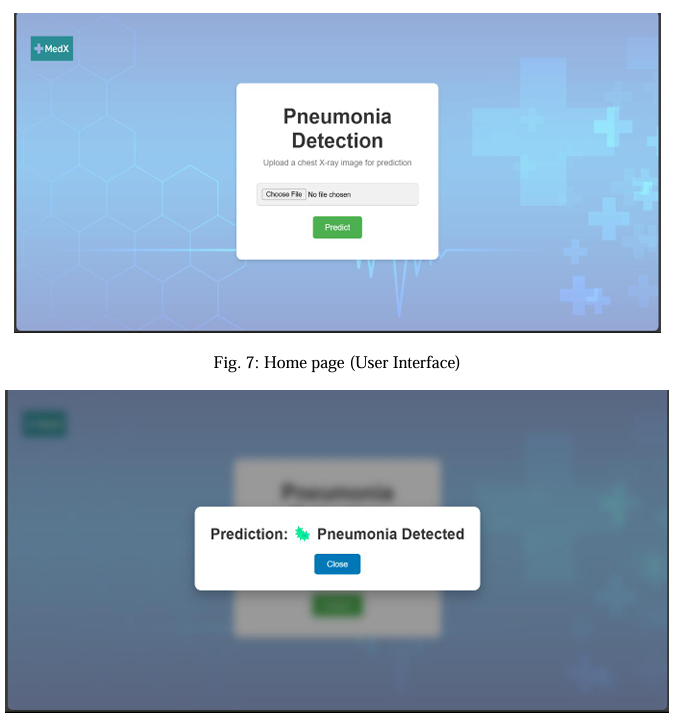 MedX
Pneumonia
Detection
Upload a chest X-ray image for prediction
Choose File No file chosen
Predict
Fig. 7: Home page (User Interface)
Pneumonia
Prediction: Pneumonia Detected
Close